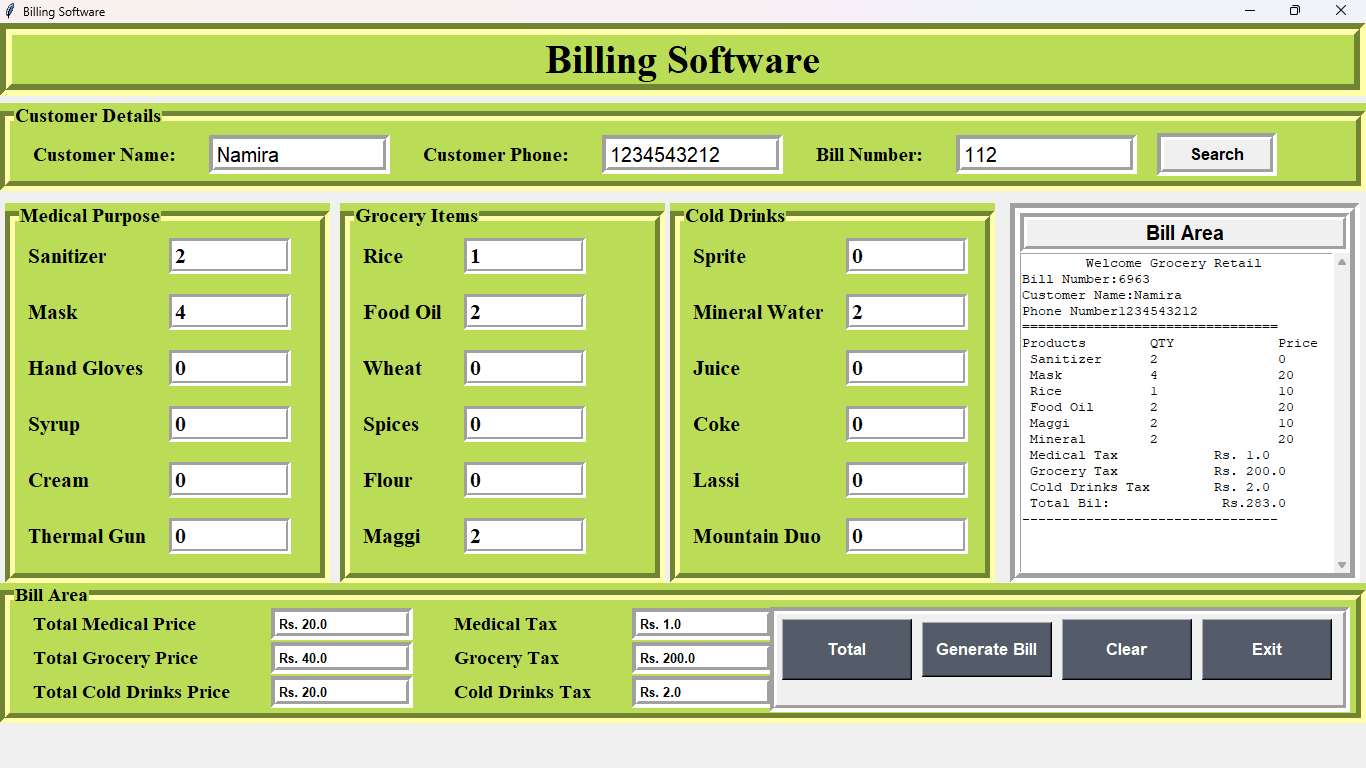 Billing Software
Billing Software
Customer Details
Customer Name: Namira Customer Phone: 1234543212 Bill Number: 112 Search
Medical Purpose
Sanitizer 2
Mask 4
Hand Gloves 0
Syrup 0
Cream 0
Thermal Gun 0
Grocery Items
Rice 1
Food Oil 2
Wheat 0
Spices 0
Flour 0
Maggi 2
Cold Drinks
Sprite 0
Mineral Water 2
Juice 0
Coke 0
Lassi 0
Mountain Duo 0
Bill Area
Welcome Grocery Retail
Bill Number:6963
Customer Name:Namira
Phone Number1234543212
================================
Products QTY Price
Sanitizer 2 0
Mask 4 20
Rice 1 10
Food Oil 2 20
Maggi 2 10
Mineral 2 20
Medical Tax Rs. 1.0
Grocery Tax Rs. 200.0
Cold Drinks Tax Rs. 2.0
Total Bil: Rs.283.0
--------------------------------
Bill Area
Total Medical Price Rs. 20.0 Medical Tax Rs. 1.0
Total Grocery Price Rs. 40.0 Grocery Tax Rs. 200.0
Total Cold Drinks Price Rs. 20.0 Cold Drinks Tax Rs. 2.0
Total Generate Bill Clear Exit